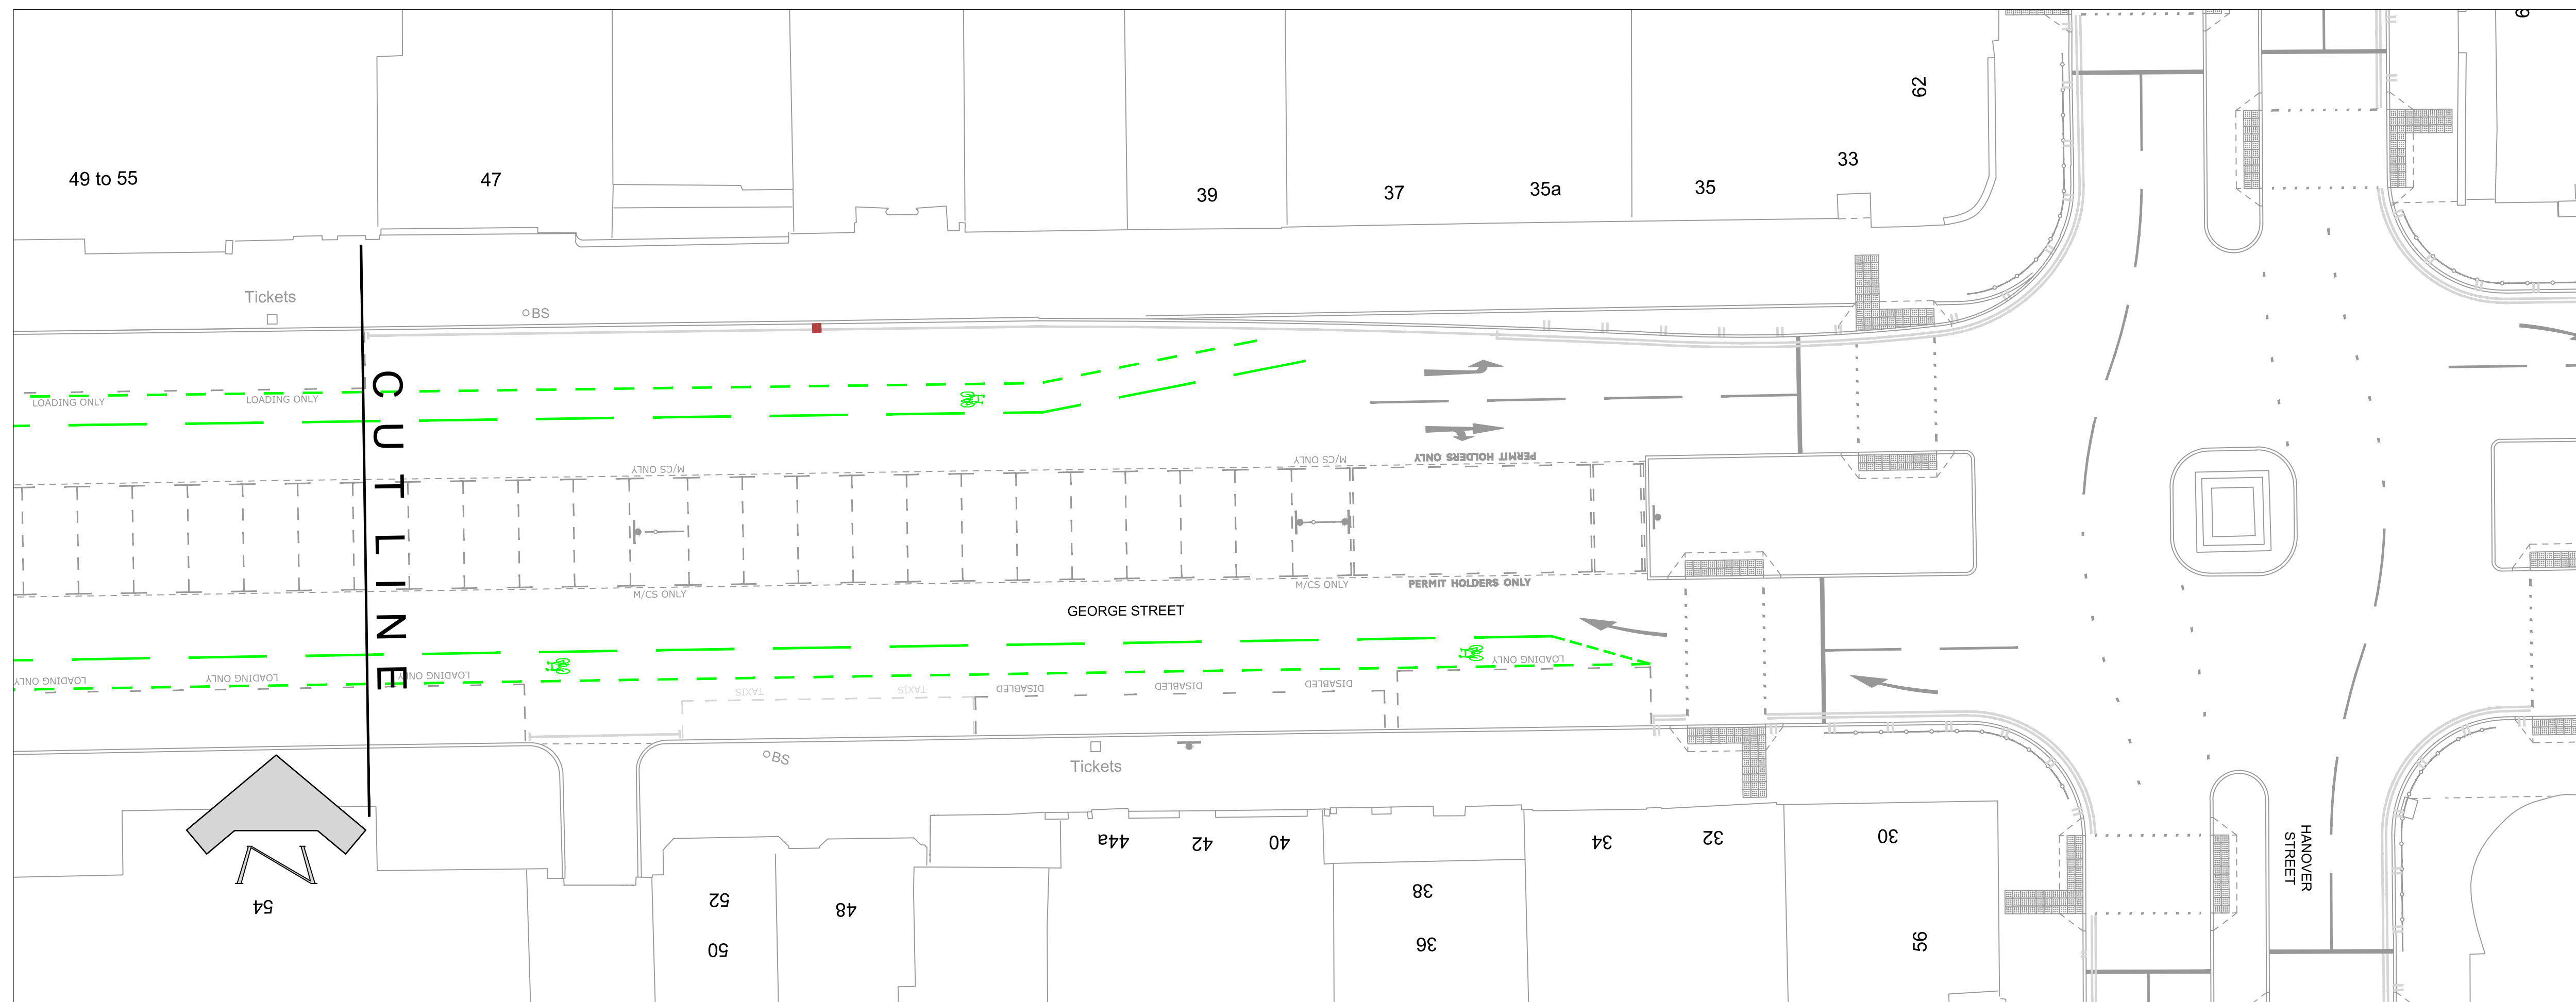 62
33
49 to 55
47
39
37
35a
35
Tickets
BS
LOADING ONLY
LOADING ONLY
CUT LINE
M/CS ONLY
M/CS ONLY
PERMIT HOLDERS ONLY
M/CS ONLY
M/CS ONLY
PERMIT HOLDERS ONLY
GEORGE STREET
LOADING ONLY
LOADING ONLY
LOADING ONLY
LOADING ONLY
TAXIS
TAXIS
DISABLED
DISABLED
DISABLED
BS
Tickets
N
54
52
50
48
44a
42
40
38
36
34
32
30
56
HANOVER
STREET